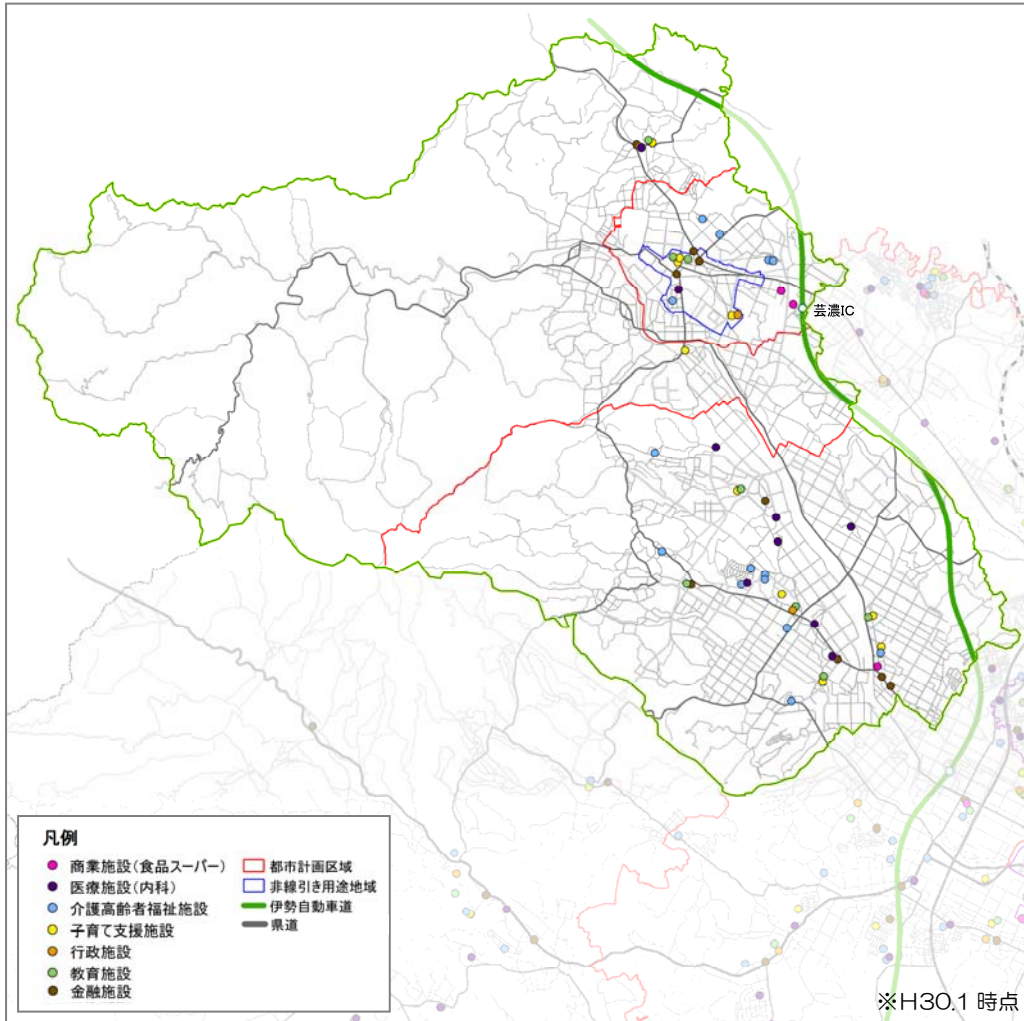 芸濃IC
凡例
商業施設(食品スーパー)
医療施設(内科)
介護高齢者福祉施設
子育て支援施設
行政施設
教育施設
金融施設
都市計画区域
非線引き用途地域
伊勢自動車道
県道
※H30.1 時点